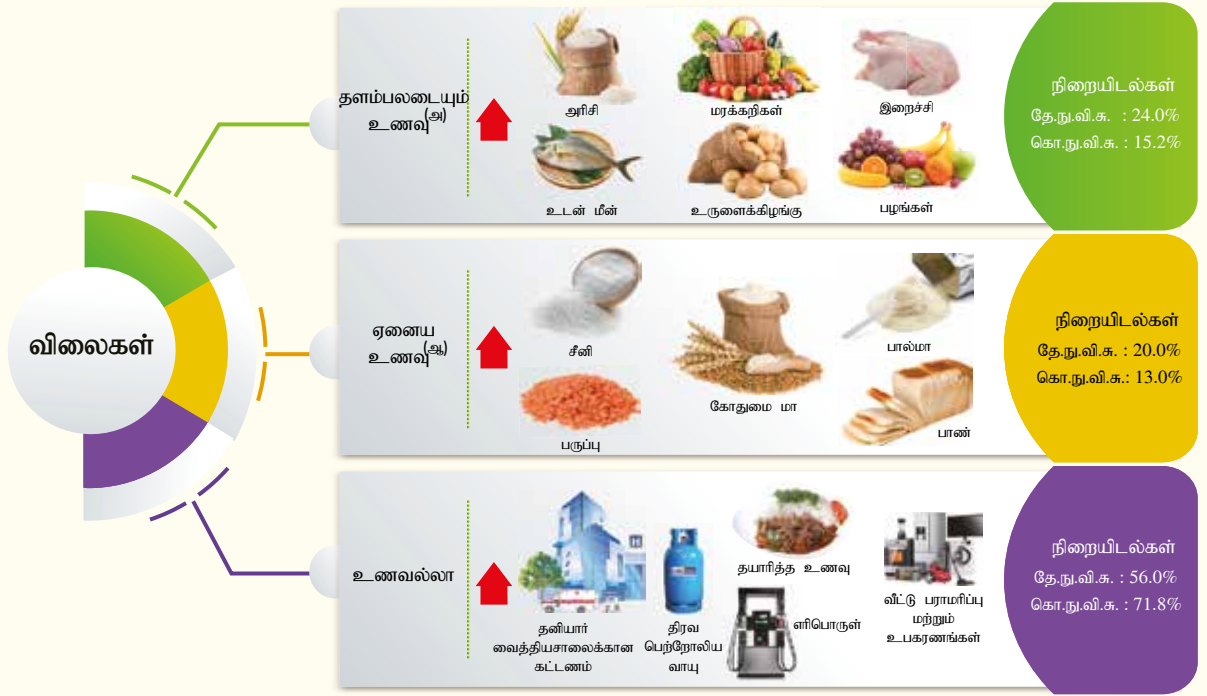 விலைகள்
தளம்பலடையும்
உணவு(அ)
அரிசி
மரக்கறிகள்
இறைச்சி
உடன் மீன்
உருளைக்கிழங்கு
பழங்கள்
நிறையிடல்கள்
தே.நு.வி.சு. : 24.0%
கொ.நு.வி.சு. : 15.2%
ஏனைய
உணவு(ஆ)
சீனி
கோதுமை மா
பால்மா
பருப்பு
பாண்
நிறையிடல்கள்
தே.நு.வி.சு. : 20.0%
கொ.நு.வி.சு.: 13.0%
உணவல்லா
தனியார்
வைத்தியசாலைக்கான
கட்டணம்
திரவ
பெற்றோலிய
வாயு
தயாரித்த உணவு
எரிபொருள்
வீட்டு பராமரிப்பு
மற்றும்
உபகரணங்கள்
நிறையிடல்கள்
தே.நு.வி.சு. : 56.0%
கொ.நு.வி.சு. : 71.8%